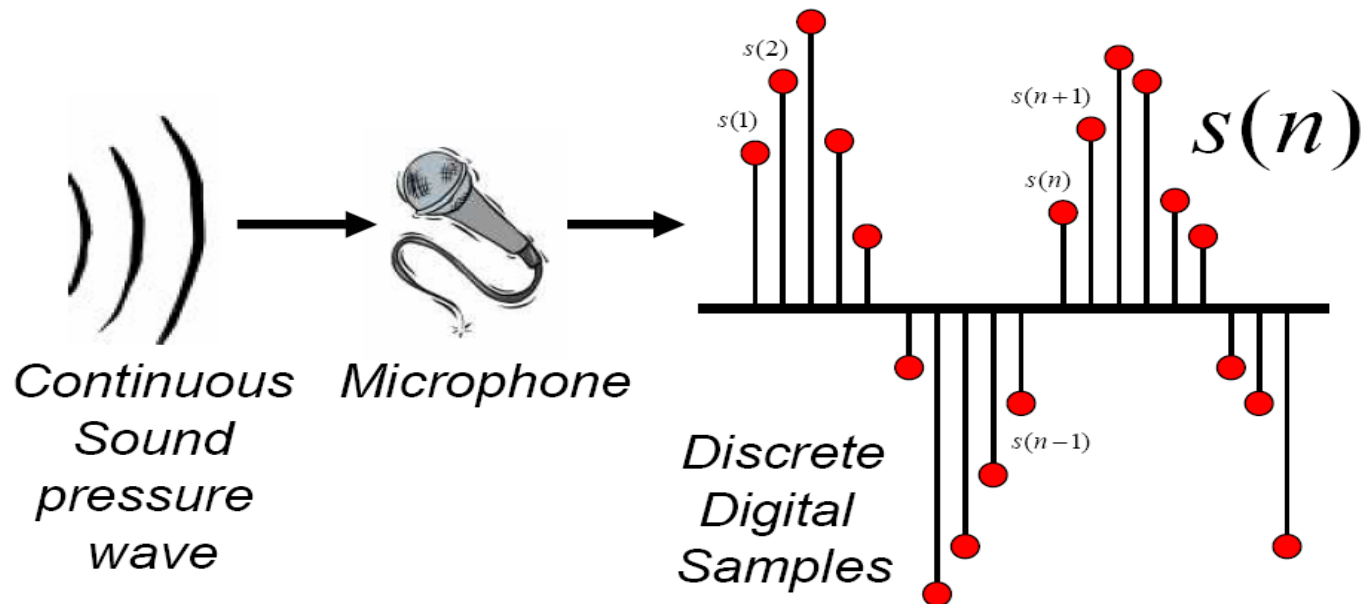 Continuous
Sound
pressure
wave
Microphone
s(1)
s(2)
s(n)
s(n+1)
s(n)
s(n−1)
Discrete
Digital
Samples